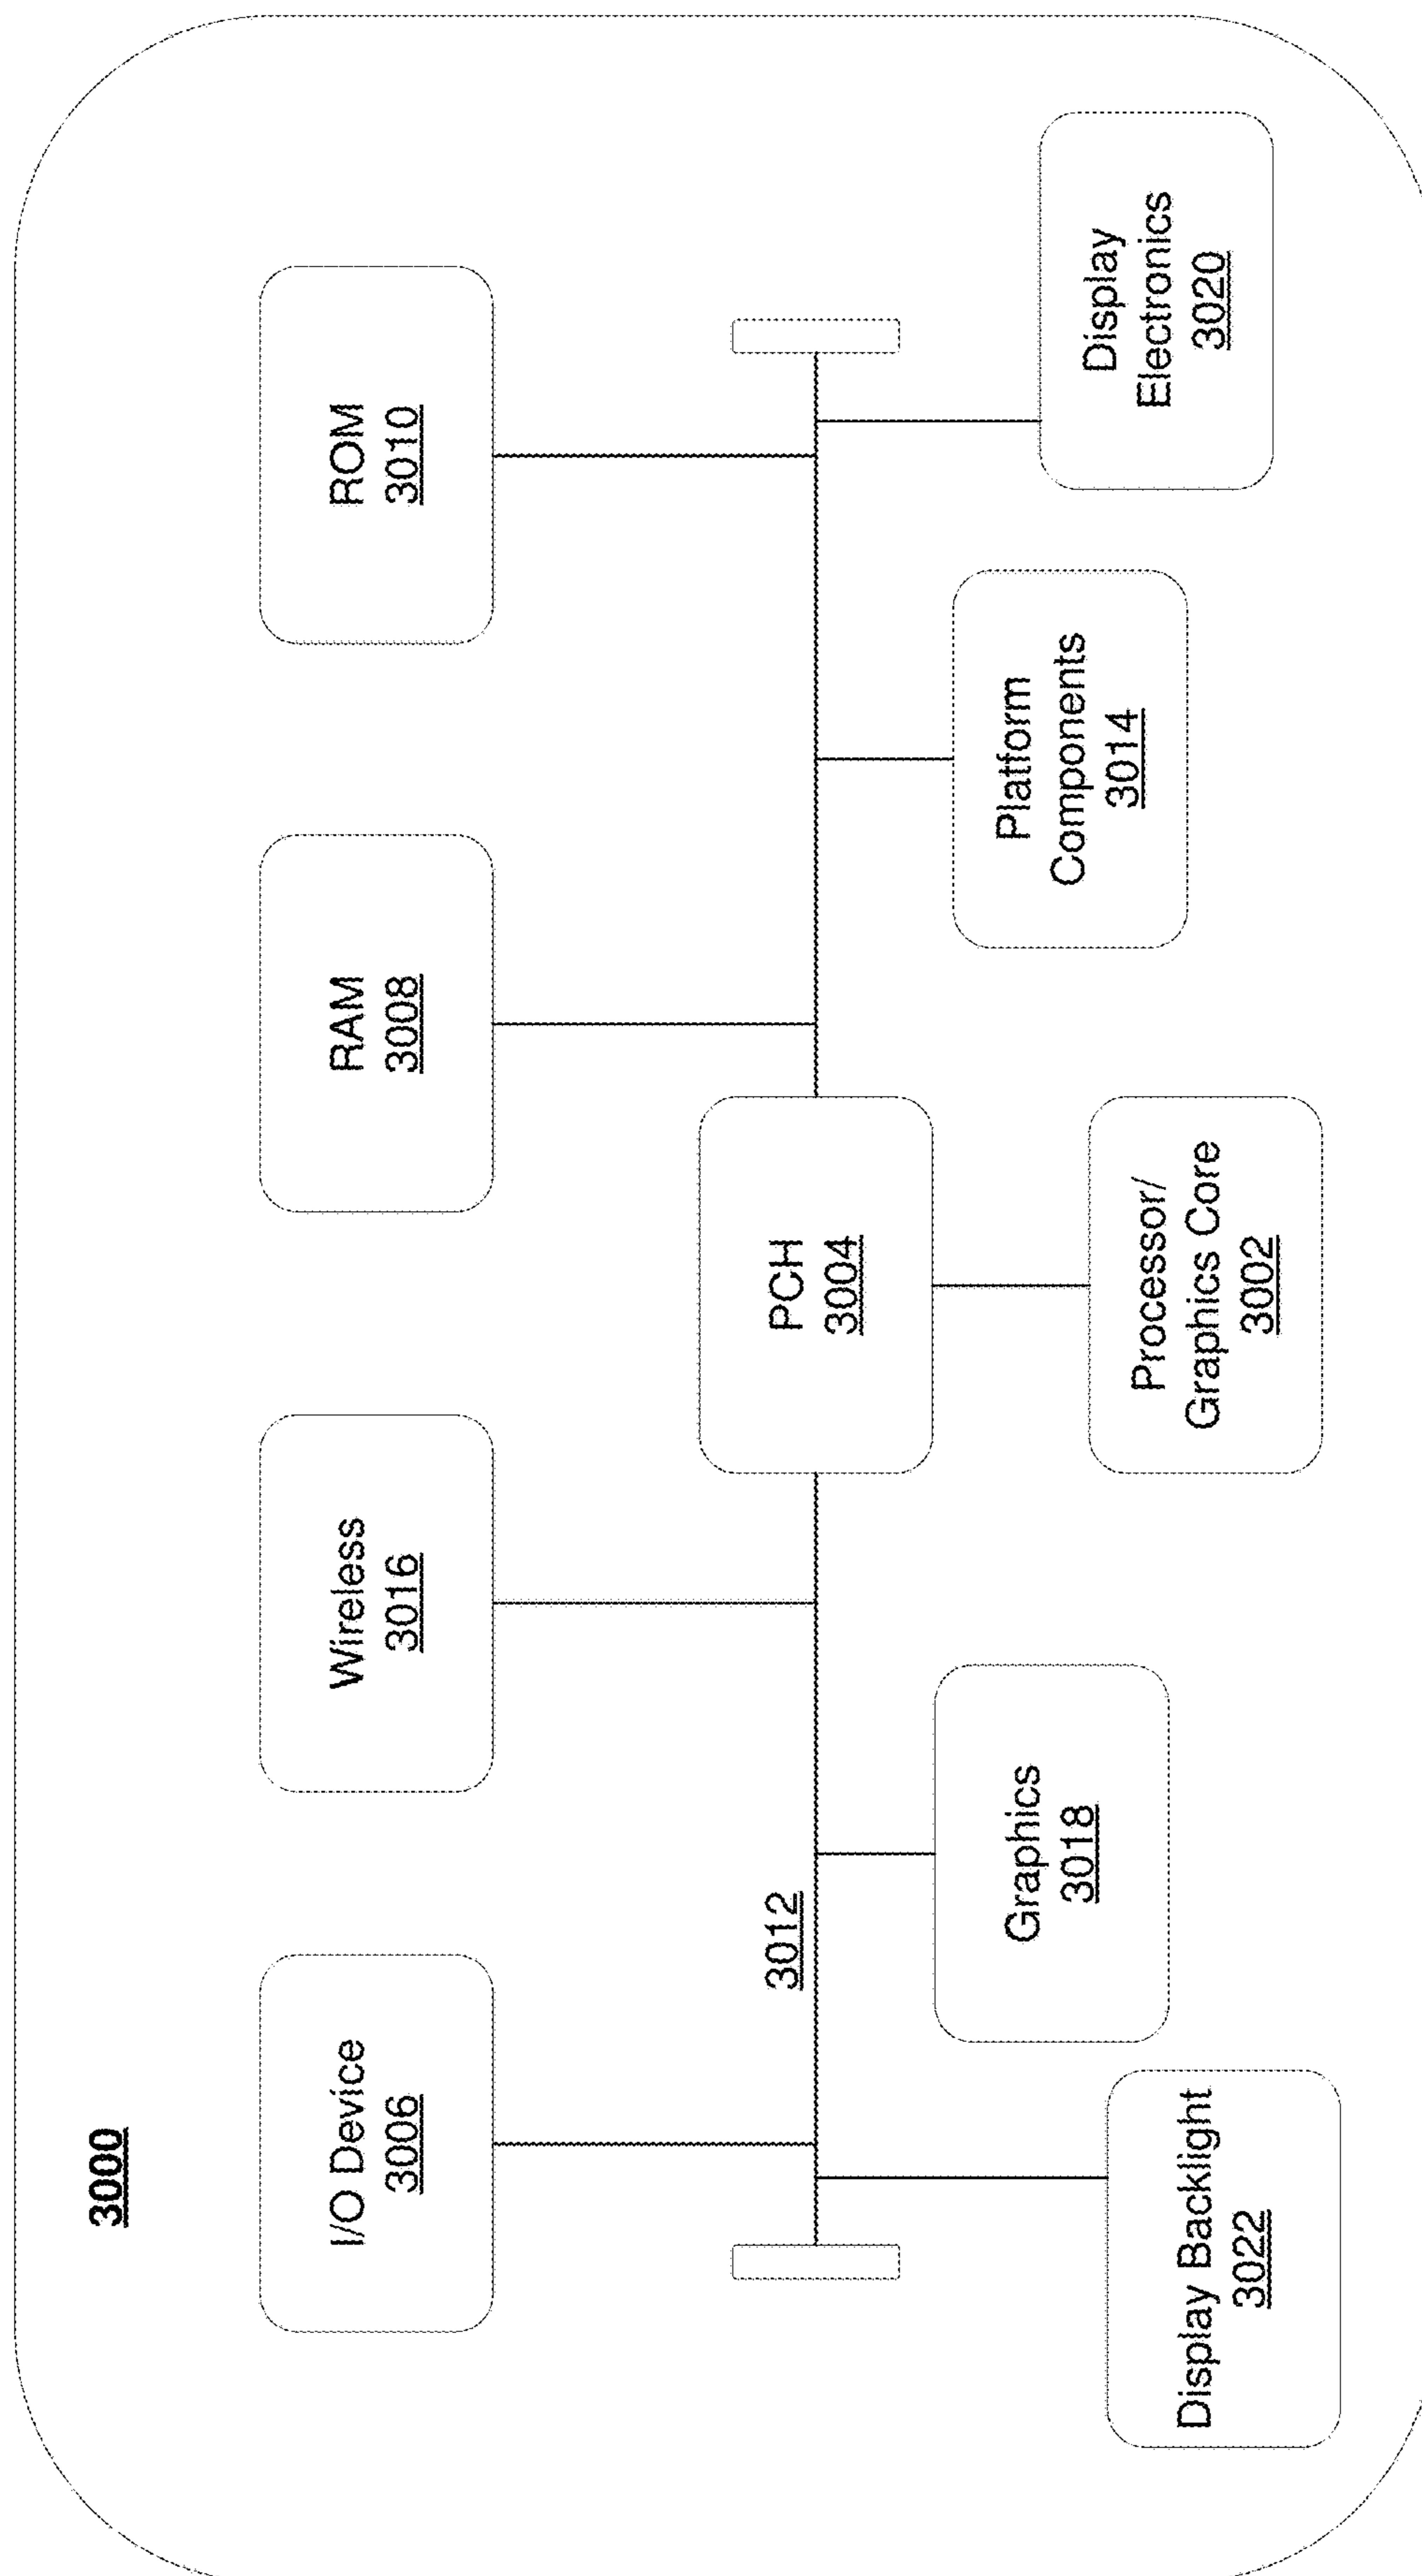 3000
I/O Device
3006
Wireless
3016
RAM
3008
ROM
3010
3012
PCH
3004
Display Backlight
3022
Graphics
3018
Processor/
Graphics Core
3002
Platform
Components
3014
Display
Electronics
3020